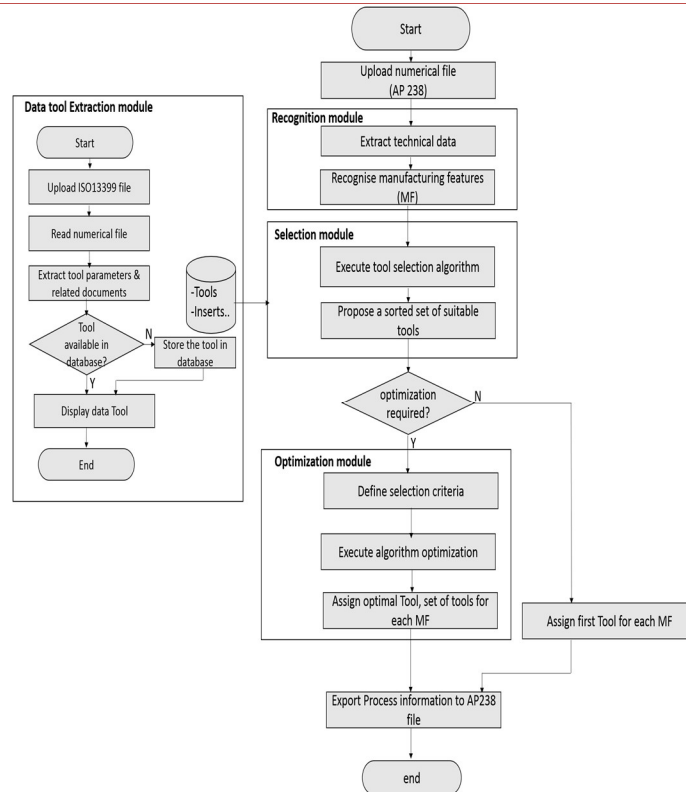 Start
Upload numerical file
(AP 238)
Recognition module
Extract technical data
Recognise manufacturing features
(MF)
Selection module
Execute tool selection algorithm
Propose a sorted set of suitable
tools
optimization
required?
N
Y
Optimization module
Define selection criteria
Execute algorithm optimization
Assign optimal Tool, set of tools for
each MF
Assign first Tool for each MF
Export Process information to AP238
file
end
Data tool Extraction module
Start
Upload ISO13399 file
Read numerical file
Extract tool parameters &
related documents
Tool
available in
database?
N
Store the tool in
database
Y
Display data Tool
End
-Tools
-Inserts..